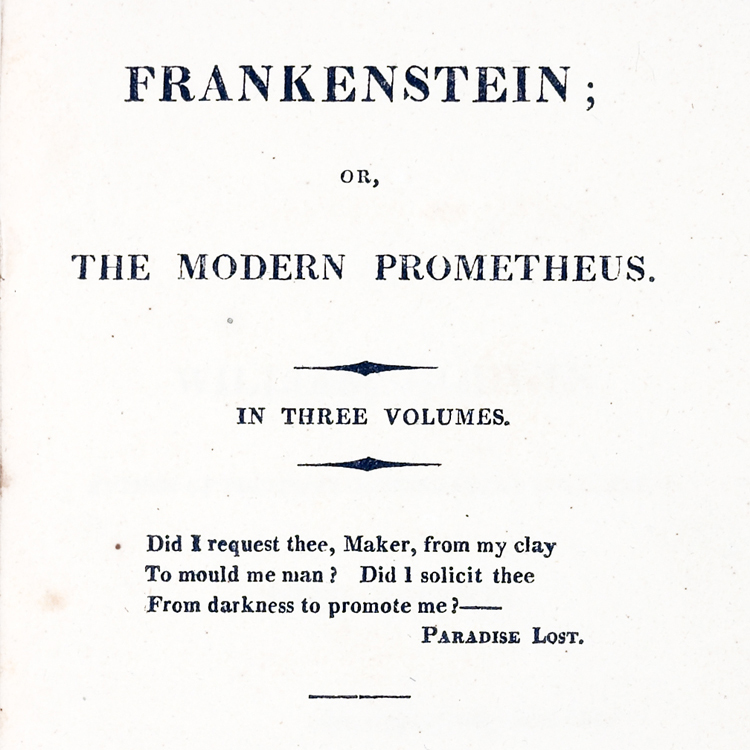 FRANKENSTEIN;
OR,
THE MODERN PROMETHEUS.
IN THREE VOLUMES.
Did I request thee, Maker, from my clay
To mould me man? Did I solicit thee
From darkness to promote me?——
PARADISE LOST.